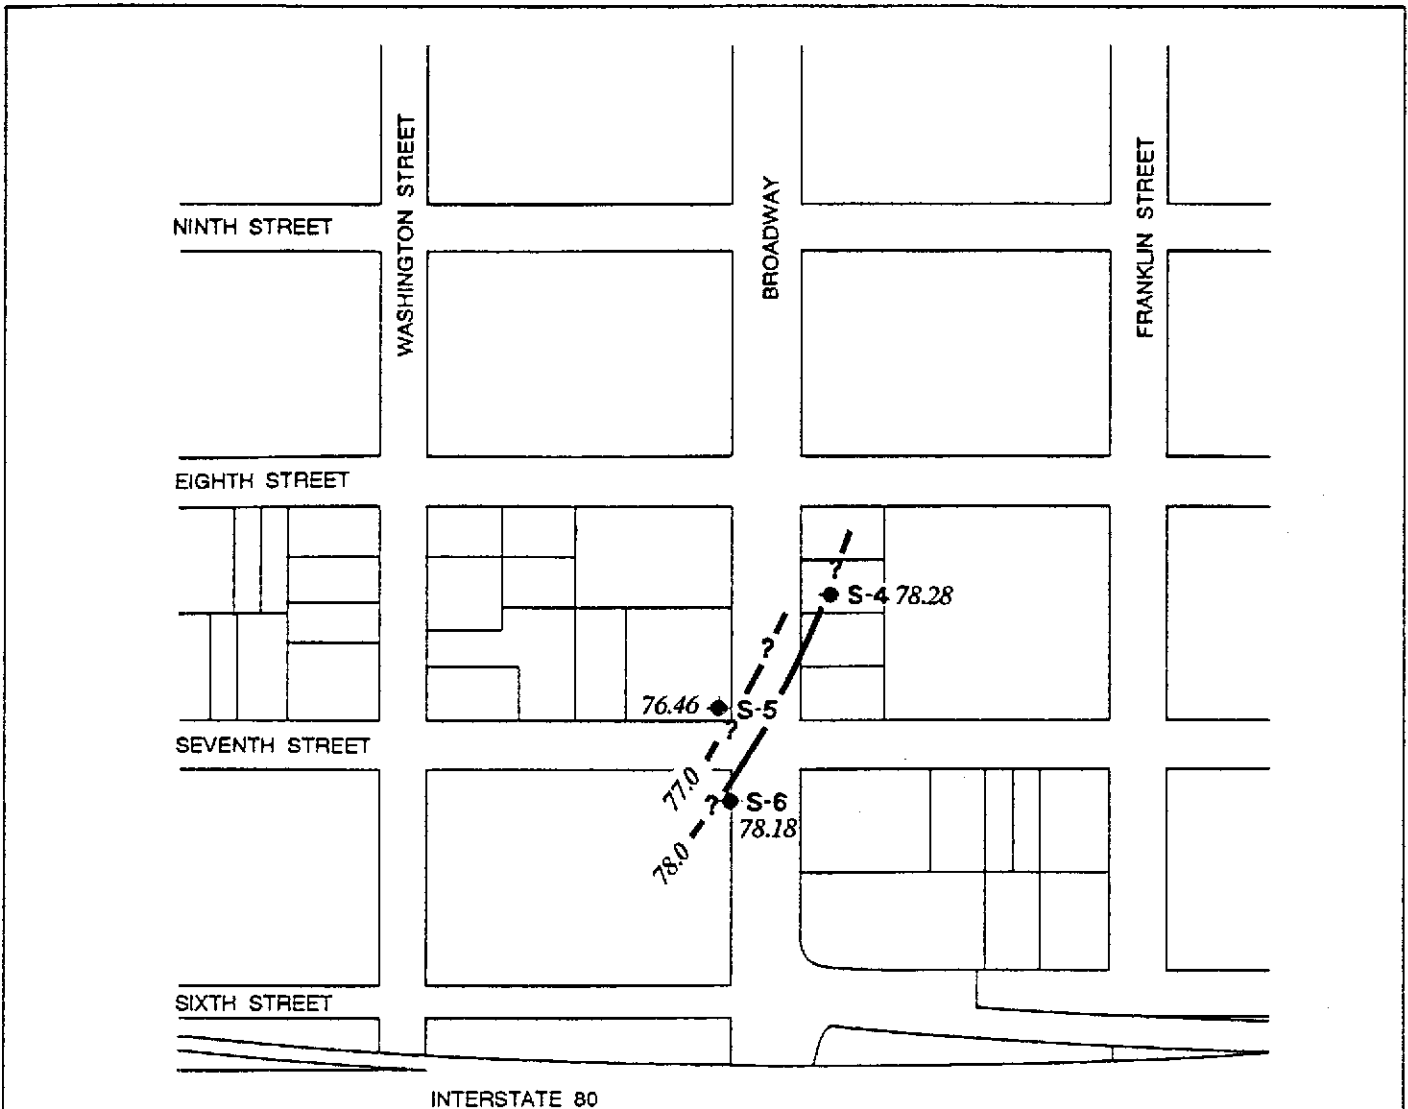 NINTH STREET
WASHINGTON STREET
BROADWAY
FRANKLIN STREET
EIGHTH STREET
?
S-4 78.28
?
76.46 S-5
?
SEVENTH STREET
77.0
? S-6
78.18
78.0
SIXTH STREET
INTERSTATE 80